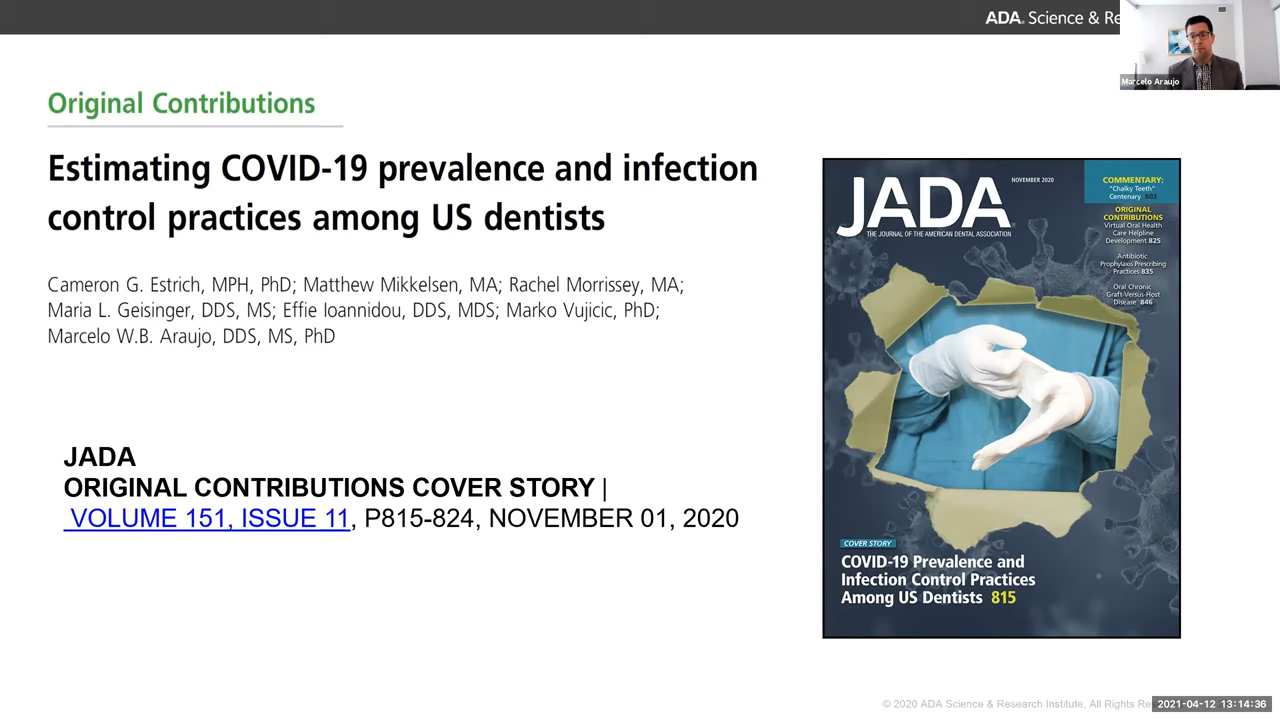 ADA. Science & Re
Marcelo Araujo
Original Contributions
Estimating COVID-19 prevalence and infection
control practices among US dentists
Cameron G. Estrich, MPH, PhD; Matthew Mikkelsen, MA; Rachel Morrissey, MA;
Maria L. Geisinger, DDS, MS; Effie Ioannidou, DDS, MDS; Marko Vujicic, PhD;
Marcelo W.B. Araujo, DDS, MS, PhD
JADA
ORIGINAL CONTRIBUTIONS COVER STORY |
VOLUME 151, ISSUE 11, P815-824, NOVEMBER 01, 2020
NOVEMBER 2020
JADA
THE JOURNAL OF THE AMERICAN DENTAL ASSOCIATION
COMMENTARY:
"Chalky Teeth"
Centenary 803
ORIGINAL
CONTRIBUTIONS
Virtual Oral Health
Care Helpline
Development 825
Antibiotic
Prophylaxis Prescribing
Practices 835
Oral Chronic
Graft-Versus-Host
Disease 846
COVER STORY
COVID-19 Prevalence and
Infection Control Practices
Among US Dentists 815
© 2020 ADA Science & Research Institute, All Rights Re
2021-04-12 13:14:36